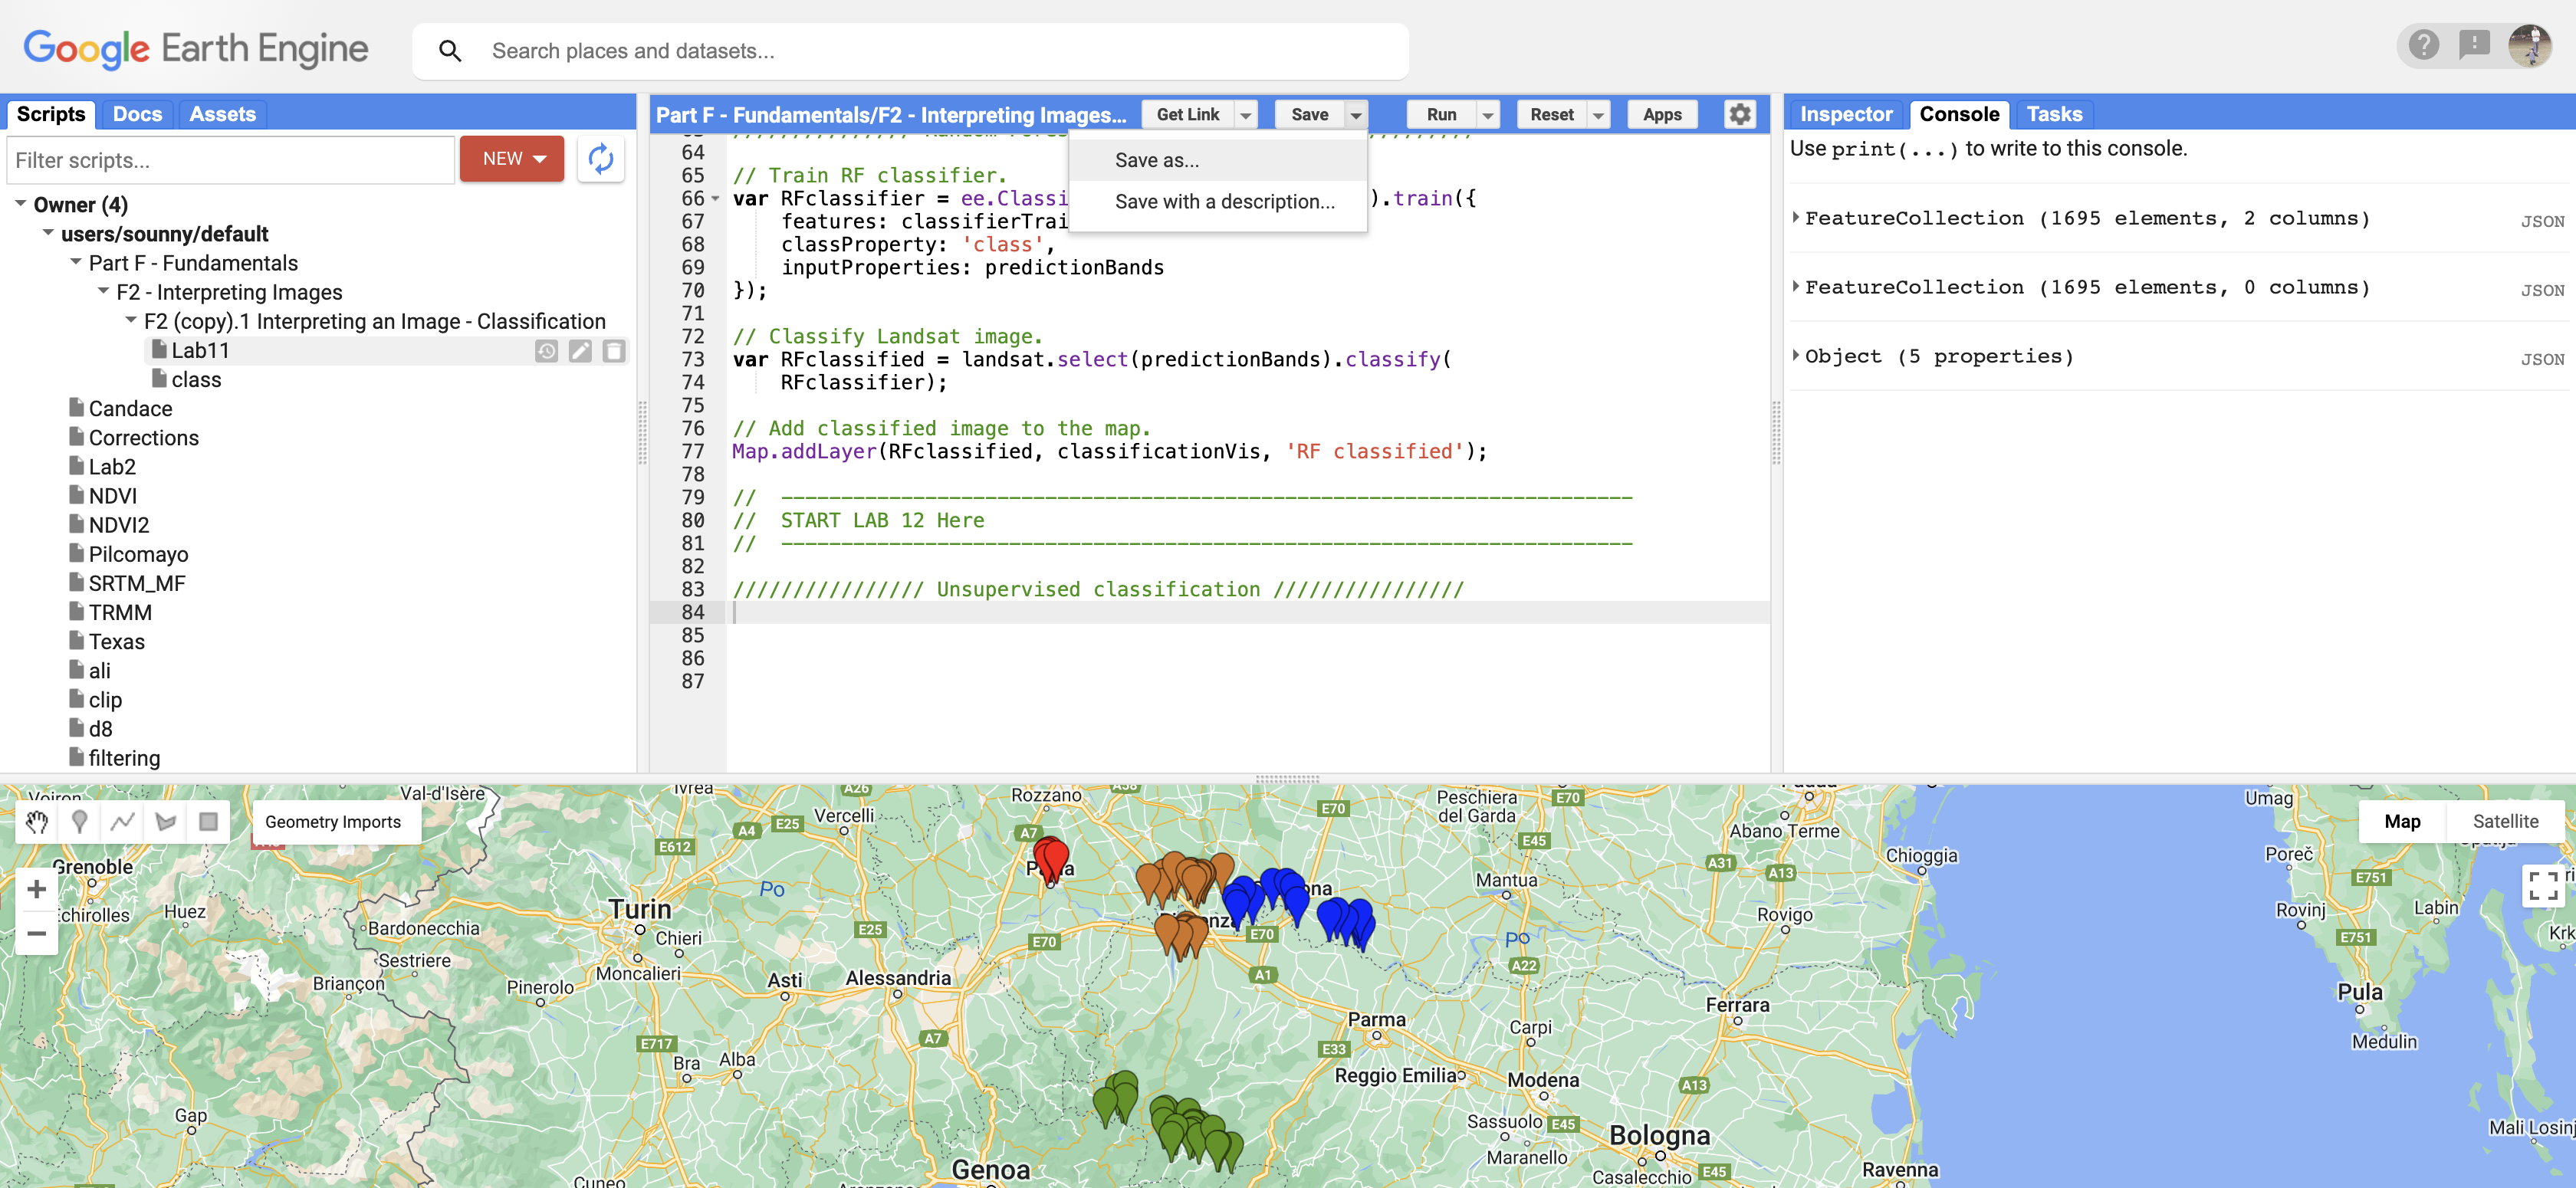 Google Earth Engine
Search places and datasets...
Scripts
Docs
Assets
Filter scripts...
NEW
Owner (4)
users/sounny/default
Part F - Fundamentals
F2 - Interpreting Images
F2 (copy).1 Interpreting an Image - Classification
Lab11
class
Candace
Corrections
Lab2
NDVI
NDVI2
Pilcomayo
SRTM_MF
TRMM
Texas
ali
clip
d8
filtering
Part F - Fundamentals/F2 - Interpreting Images...
Get Link
Save
Run
Reset
Apps
Save as...
Save with a description...
64
65 // Train RF classifier.
66 var RFclassifier = ee.Classi ).train({
67 features: classifierTrai
68 classProperty: 'class',
69 inputProperties: predictionBands
70 });
71
72 // Classify Landsat image.
73 var RFclassified = landsat.select(predictionBands).classify(
74 RFclassifier);
75
76 // Add classified image to the map.
77 Map.addLayer(RFclassified, classificationVis, 'RF classified');
78
79 // -----------------------------------------------------------------------
80 // START LAB 12 Here
81 // -----------------------------------------------------------------------
82
83 //////////////// Unsupervised classification ////////////////
84
85
86
87
Inspector
Console
Tasks
Use print(...) to write to this console.
FeatureCollection (1695 elements, 2 columns)
JSON
FeatureCollection (1695 elements, 0 columns)
JSON
Object (5 properties)
JSON
Geometry Imports
Map
Satellite
Val-d'Isère
A26
Vercelli
Rozzano
E70
Peschiera
del Garda
E70
Umag
A4
E25
A7
Abano Terme
Grenoble
E612
E45
A31
Chioggia
Poreč
A13
E751
Po
Mantua
Huez
Turin
Rovigo
Rovinj
Labin
Bardonecchia
Chieri
E25
E70
E70
Po
E751
Krk
Sestriere
Moncalieri
A22
Briançon
Pinerolo
Asti
Alessandria
A1
Pula
Ferrara
Parma
Carpi
E717
A7
E33
Medulin
Bra
Alba
Reggio Emilia
Modena
A13
Gap
Sassuolo
E45
Bologna
Maranello
Genoa
Casalecchio
E45
Ravenna
Cuneo